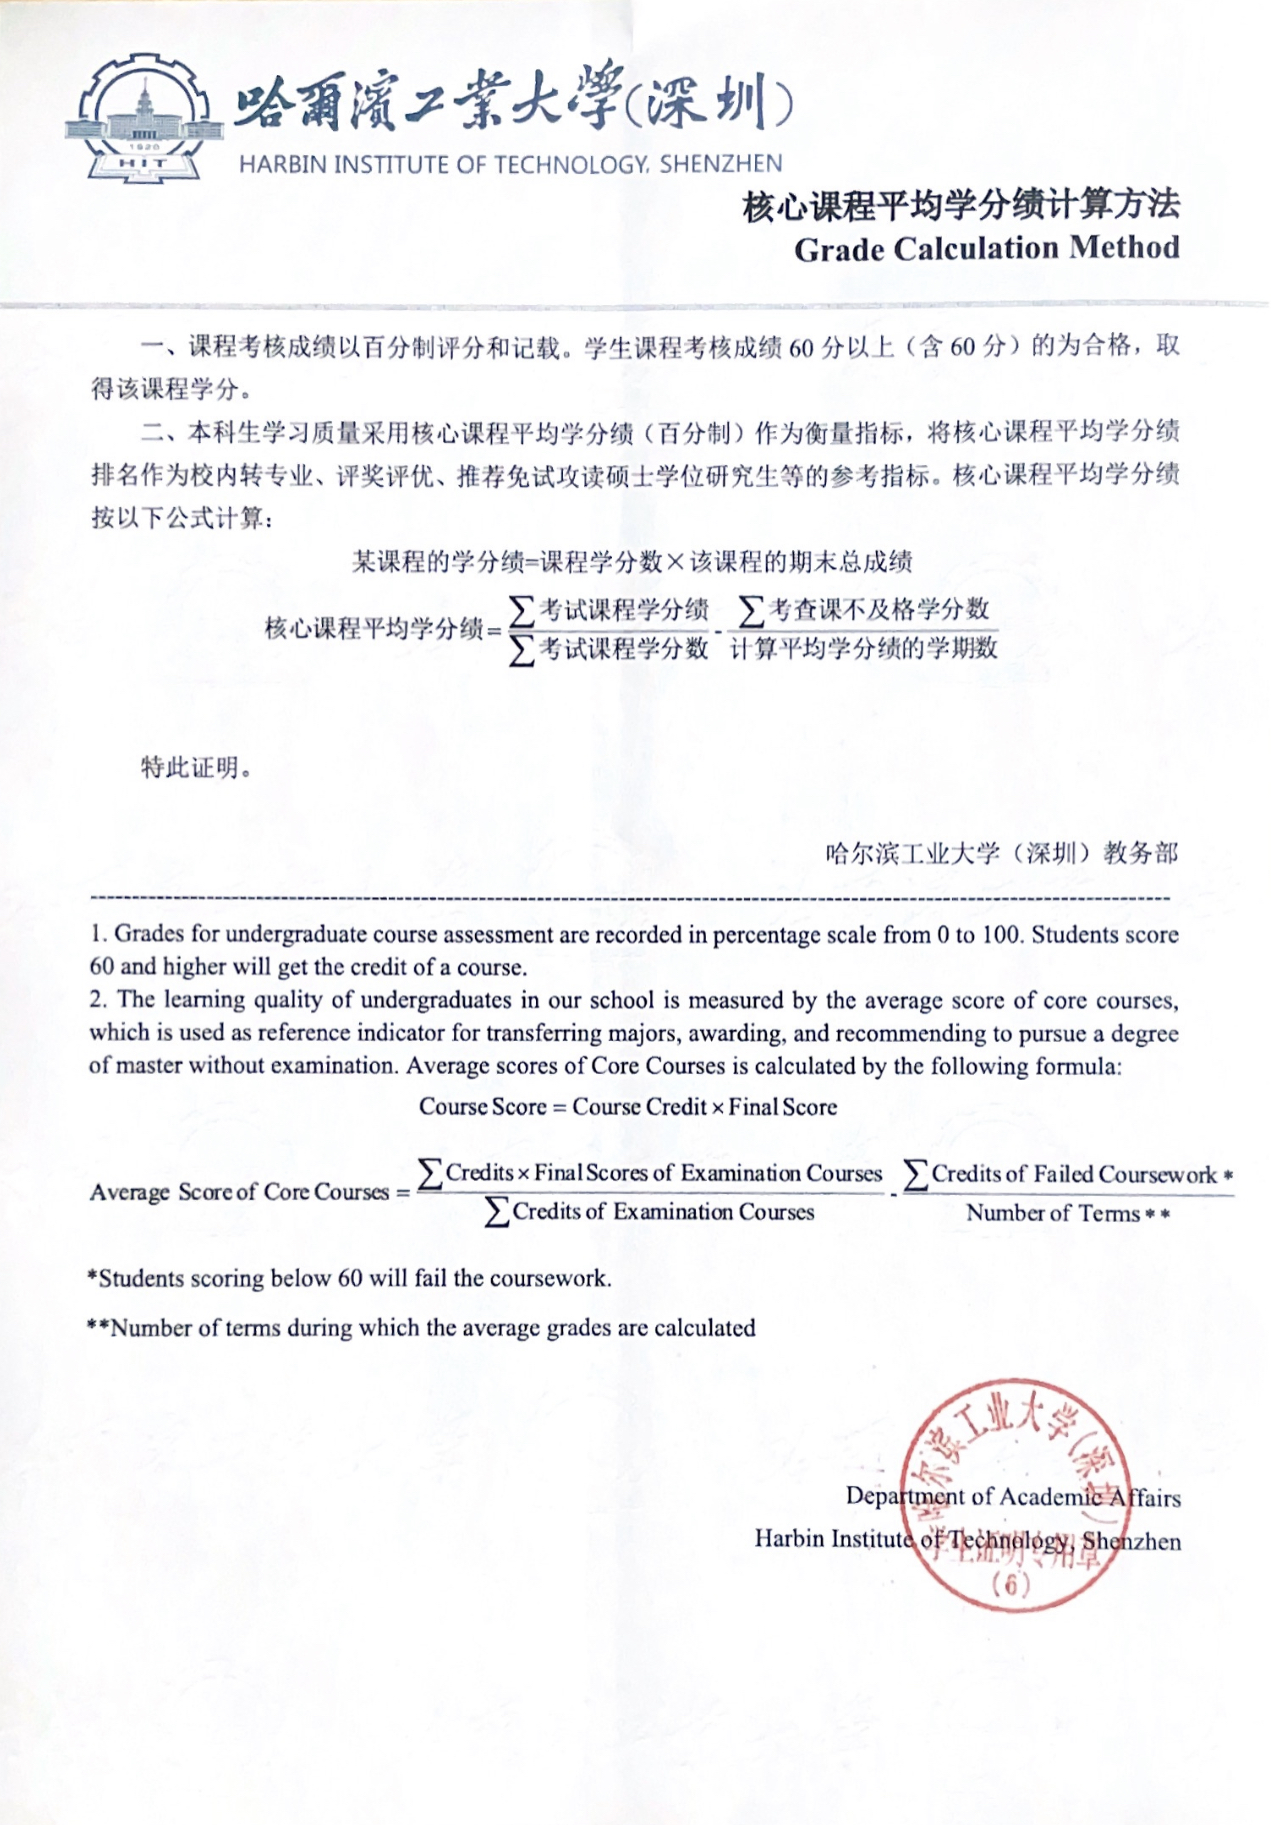 1920
HIT
哈爾濱工業大學(深圳)
HARBIN INSTITUTE OF TECHNOLOGY, SHENZHEN
核心课程平均学分绩计算方法
Grade Calculation Method
一、课程考核成绩以百分制评分和记载。学生课程考核成绩 60 分以上（含 60 分）的为合格，取
得该课程学分。
二、本科生学习质量采用核心课程平均学分绩（百分制）作为衡量指标，将核心课程平均学分绩
排名作为校内转专业、评奖评优、推荐免试攻读硕士学位研究生等的参考指标。核心课程平均学分绩
按以下公式计算：
某课程的学分绩=课程学分数×该课程的期末总成绩
核心课程平均学分绩= ∑考试课程学分绩 / ∑考试课程学分数 - ∑考查课不及格学分数 / 计算平均学分绩的学期数
特此证明。
哈尔滨工业大学（深圳）教务部
1. Grades for undergraduate course assessment are recorded in percentage scale from 0 to 100. Students score
60 and higher will get the credit of a course.
2. The learning quality of undergraduates in our school is measured by the average score of core courses,
which is used as reference indicator for transferring majors, awarding, and recommending to pursue a degree
of master without examination. Average scores of Core Courses is calculated by the following formula:
Course Score = Course Credit × Final Score
Average Score of Core Courses = ∑Credits × Final Scores of Examination Courses / ∑Credits of Examination Courses - ∑Credits of Failed Coursework * / Number of Terms * *
*Students scoring below 60 will fail the coursework.
**Number of terms during which the average grades are calculated
Department of Academic Affairs
Harbin Institute of Technology, Shenzhen
哈尔滨工业大学(深圳)
学生证明专用章
(6)